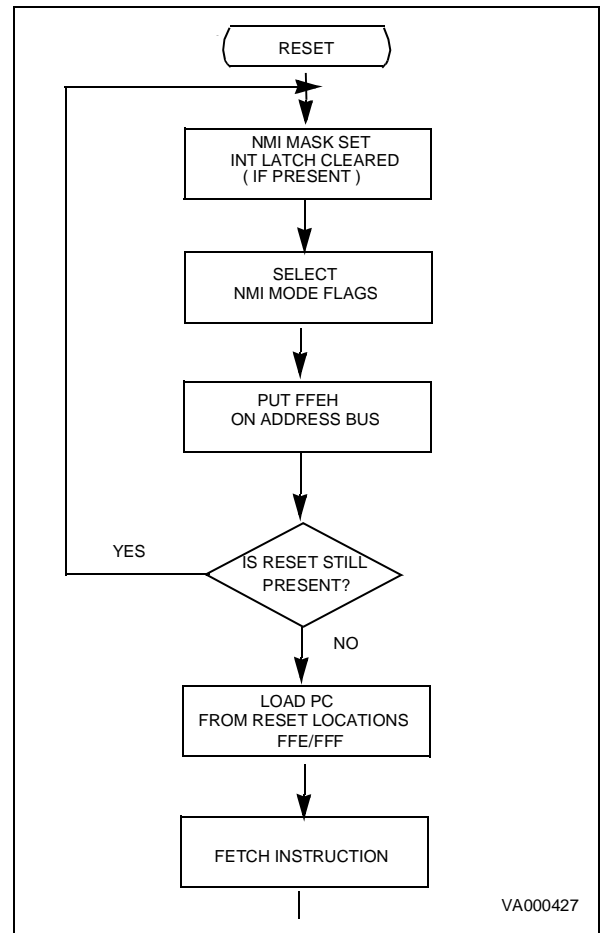 RESET
NMI MASK SET
INT LATCH CLEARED
( IF PRESENT )
SELECT
NMI MODE FLAGS
PUT FFEH
ON ADDRESS BUS
YES
IS RESET STILL
PRESENT?
NO
LOAD PC
FROM RESET LOCATIONS
FFE/FFF
FETCH INSTRUCTION
VA000427